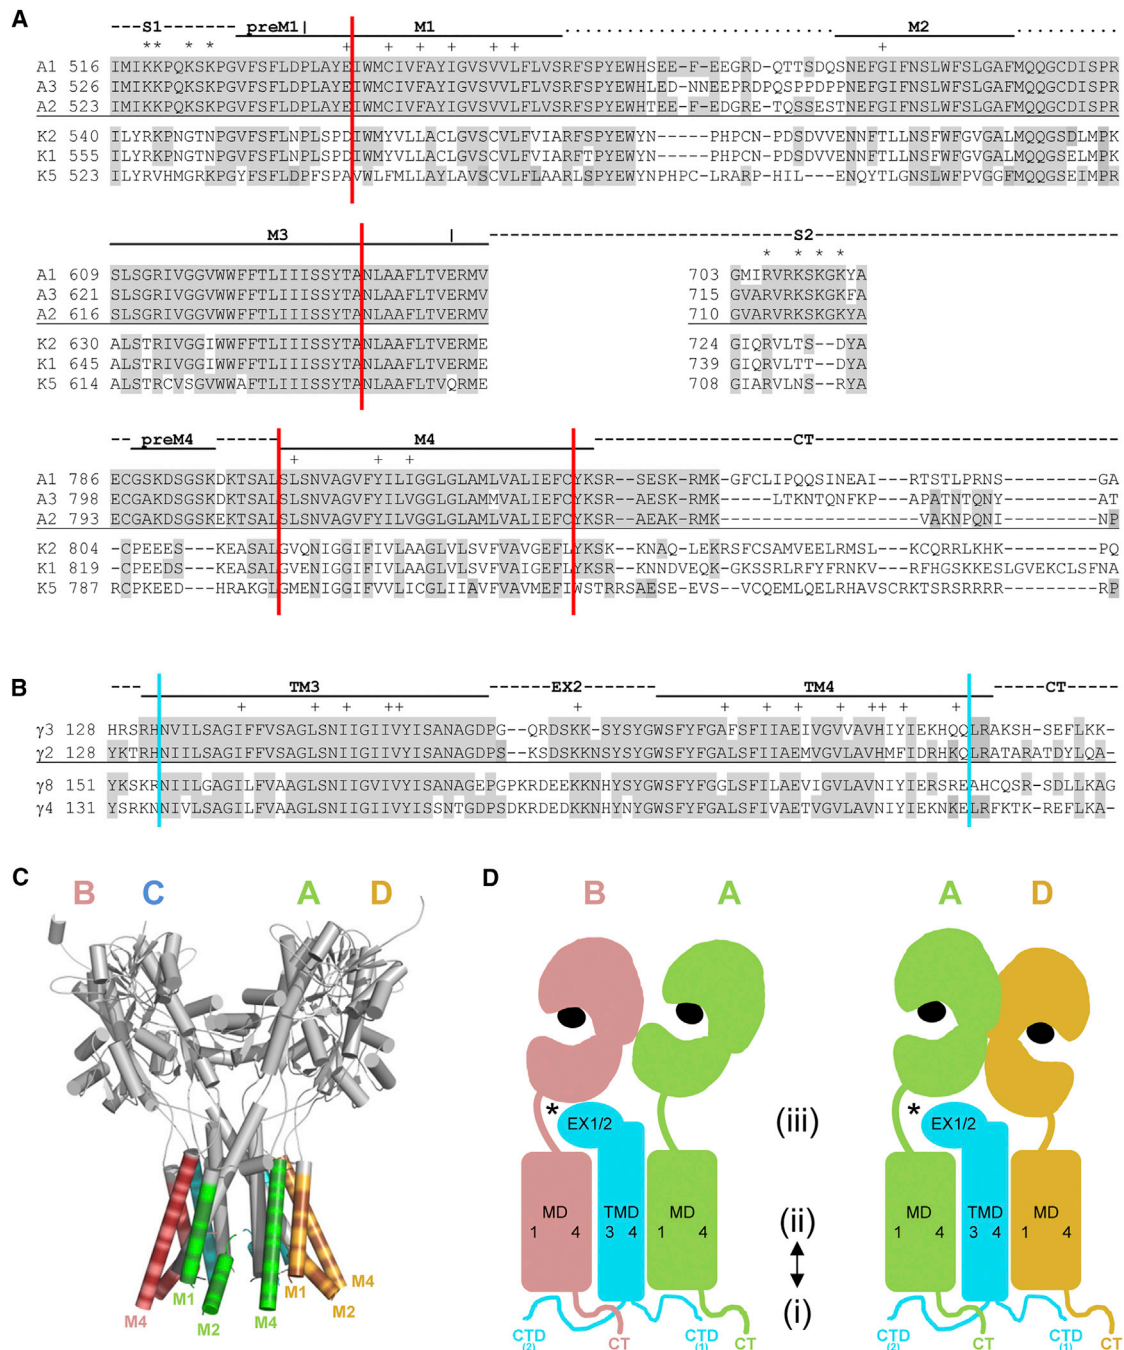 A
---S1------- preM1| M1 ........................ M2 ..........
** * * + + + + + + +
A1 516 IMIKKPQKSKPGVFSFLDPLAYEIWMCIVFAYIGVSVVLFLVSRFSPYEWHSEE-F-EEGRD-QTTSDQSNEFGIFNSLWFSLGAFMQQGCDISPR
A3 526 IMIKKPQKSKPGVFSFLDPLAYEIWMCIVFAYIGVSVVLFLVSRFSPYEWHLED-NNEEPRDPQSPPDPPNEFGIFNSLWFSLGAFMQQGCDISPR
A2 523 IMIKKPQKSKPGVFSFLDPLAYEIWMCIVFAYIGVSVVLFLVSRFSPYEWHTEE-F-EDGRE-TQSSESTNEFGIFNSLWFSLGAFMQQGCDISPR
K2 540 ILYRKPNGTNPGVFSFLNPLSPDIWMYVLLACLGVSCVLFVIARFSPYEWYN-----PHPCN-PDSDVVENNFTLLNSFWFGVGALMQQGSDLMPK
K1 555 ILYRKPNGTNPGVFSFLNPLSPDIWMYVLLACLGVSCVLFVIARFTPYEWYN-----PHPCN-PDSDVVENNFTLLNSFWFGVGALMQQGSELMPK
K5 523 ILYRVHMGRKPGYFSFLDPFSPAVWLFMLLAYLAVSCVLFLAARLSPYEWYNPHPC-LRARP-HIL---ENQYTLGNSLWFPVGGFMQQGSEIMPR
M3 | ------------ S2 ------------
* * * *
A1 609 SLSGRIVGGVWWFFTLIIISSYTANLAAFLTVERMV 703 GMIRVRKSKGKYA
A3 621 SLSGRIVGGVWWFFTLIIISSYTANLAAFLTVERMV 715 GVARVRKSKGKFA
A2 616 SLSGRIVGGVWWFFTLIIISSYTANLAAFLTVERMV 710 GVARVRKSKGKYA
K2 630 ALSTRIVGGIWWFFTLIIISSYTANLAAFLTVERME 724 GIQRVLTS--DYA
K1 645 ALSTRIVGGIWWFFTLIIISSYTANLAAFLTVERME 739 GIQRVLTT--DYA
K5 614 ALSTRCVSGVWWAFTLIIISSYTANLAAFLTVQRME 708 GIARVLNS--RYA
-- preM4 ------ M4 ------------ CT ------------
+ + +
A1 786 ECGSKDSGSKDKTSALSLSNVAGVFYILIGGLGLAMLVALIEFCYKSR--SESK-RMK-GFCLIPQQSINEAI--RTSTLPRNS---------GA
A3 798 ECGAKDSGSKDKTSALSLSNVAGVFYILVGGLGLAMMVALIEFCYKSR--AESK-RMK-----LTKNTQNFKP---APATNTQNY---------AT
A2 793 ECGAKDSGSKEKTSALSLSNVAGVFYILVGGLGLAMLVALIEFCYKSR--AEAK-RMK-------------------VAKNPQNI---------NP
K2 804 -CPEEES---KEASALGVQNIGGIFIVLAAGLVLSVFVAVGEFLYKSK--KNAQ-LEKRSFCSAMVEELRMSL---KCQRRLKHK---------PQ
K1 819 -CPEEDS---KEASALGVENIGGIFIVLAAGLVLSVFVAIGEFLYKSR--KNNDVEQK-GKSSRLRFYFRNKV---RFHGSKKESLGVEKCLSFNA
K5 787 RCPKEED---HRAKGLGMENIGGIFVVLICGLIIAVFVAVMEFIWSTRRSAESE-EVS--VCQEMLQELRHAVSCRKTSRSRRRR---------RP
B
--- TM3 ------EX2------ TM4 -----CT-----
+ + + ++ + + + + + ++ + +
γ3 128 HRSRHNVILSAGIFFVSAGLSNIIGIIVYISANAGDPG--QRDSKK-SYSYGWSFYFGAFSFIIAEIVGVVAVHIYIEKHQQLRAKSH-SEFLKK-
γ2 128 YKTRHNIILSAGIFFVSAGLSNIIGIIVYISANAGDPS--KSDSKKNSYSYGWSFYFGALSFIIAEMVGVLAVHMFIDRHKQLRATARATDYLQA-
γ8 151 YKSKRNIILGAGILFVAAGLSNIIGVIVYISANAGEPGPKRDEEKKNHYSYGWSFYFGGLSFILAEVIGVLAVNIYIERSREAHCQSR-SDLLKAG
γ4 131 YSRKNNIVLSAGILFVAAGLSNIIGIIVYISSNTGDPSDKRDEDKKNHYNYGWSFYFGALSFIVAETVGVLAVNIYIEKNKELRFKTK-REFLKA-
C
B C A D
M4 M1 M2 M4 M1 M4 M2
D
B A A D
* EX1/2 (iii) * EX1/2
MD TMD MD (ii) MD TMD MD
1 4 3 4 1 4 1 4 3 4 1 4
(i)
CTD (2) CT CTD (1) CT CTD (2) CT CTD (1) CT